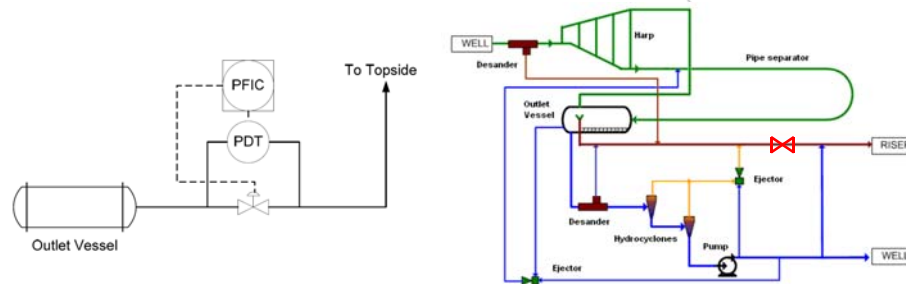 PFIC
PDT
To Topside
Outlet Vessel
WELL
Desander
Harp
Pipe separator
Outlet
Vessel
RISER
Ejector
Desander
Hydrocyclones
Pump
WELL
Ejector